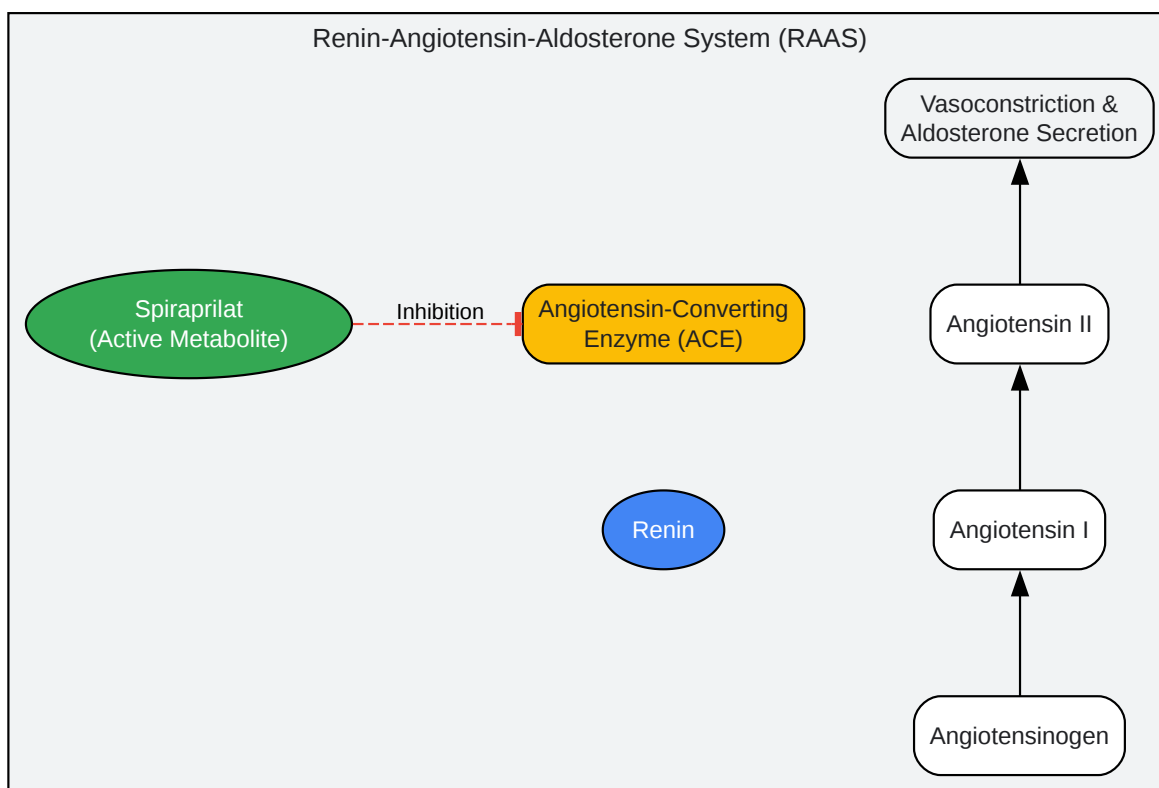 Renin-Angiotensin-Aldosterone System (RAAS)
Vasoconstriction &
Aldosterone Secretion
Spiraprilat
(Active Metabolite)
Inhibition
Angiotensin-Converting
Enzyme (ACE)
Angiotensin II
Renin
Angiotensin I
Angiotensinogen